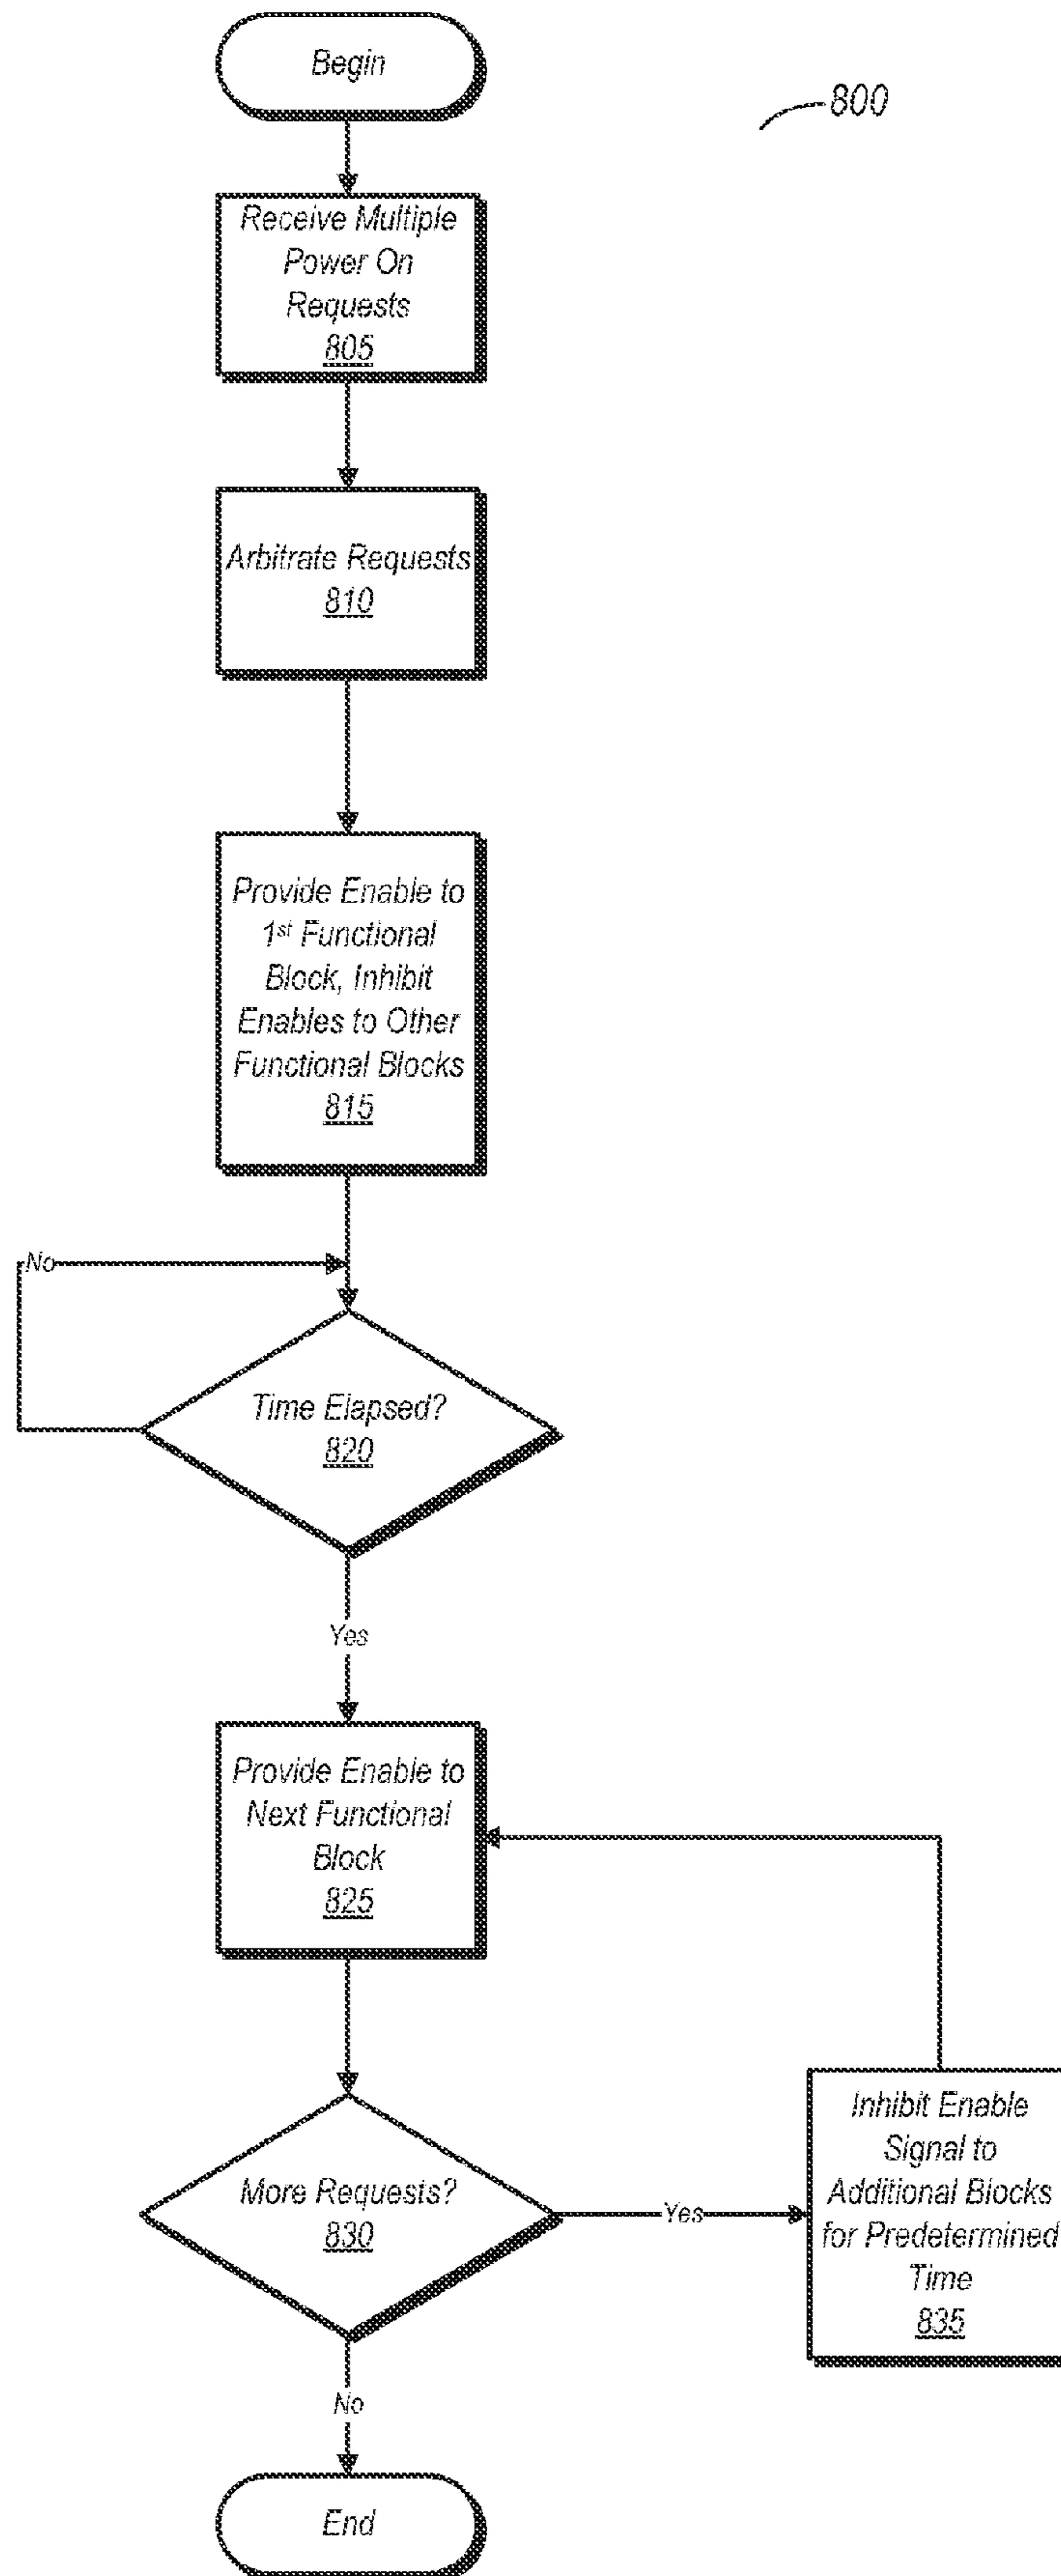 Begin
800
Receive Multiple
Power On
Requests
805
Arbitrate Requests
810
Provide Enable to
1st Functional
Block, Inhibit
Enables to Other
Functional Blocks
815
No
Time Elapsed?
820
Yes
Provide Enable to
Next Functional
Block
825
More Requests?
830
Yes
Inhibit Enable
Signal to
Additional Blocks
for Predetermined
Time
835
No
End